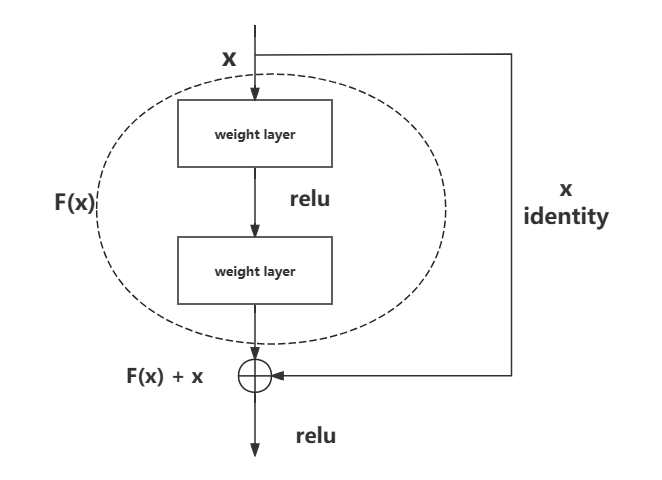 x
weight layer
F(x)
relu
x
identity
weight layer
F(x) + x
relu